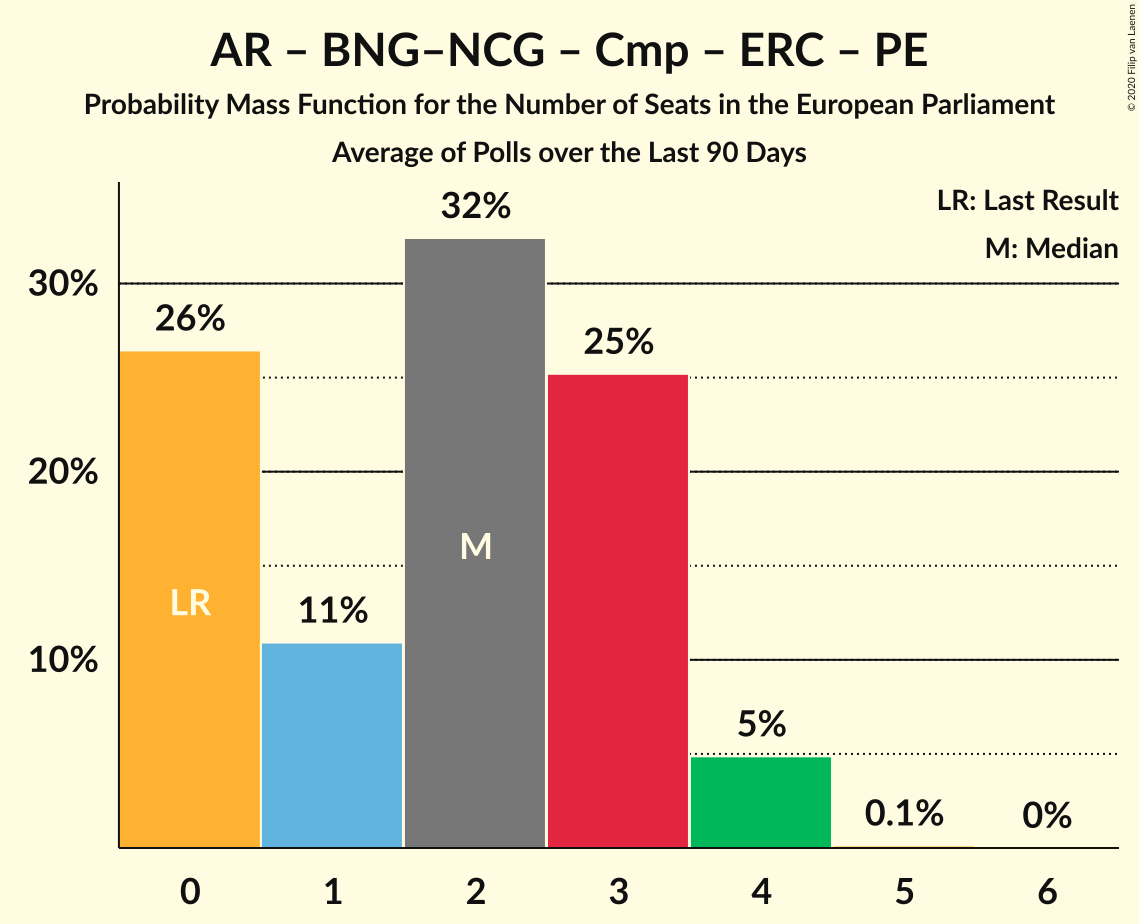 AR – BNG–NCG – Cmp – ERC – PE
Probability Mass Function for the Number of Seats in the European Parliament
Average of Polls over the Last 90 Days
© 2020 Filip van Laenen
LR: Last Result
M: Median
30%
20%
10%
26%
11%
32%
25%
5%
0.1%
0%
LR
M
0 1 2 3 4 5 6